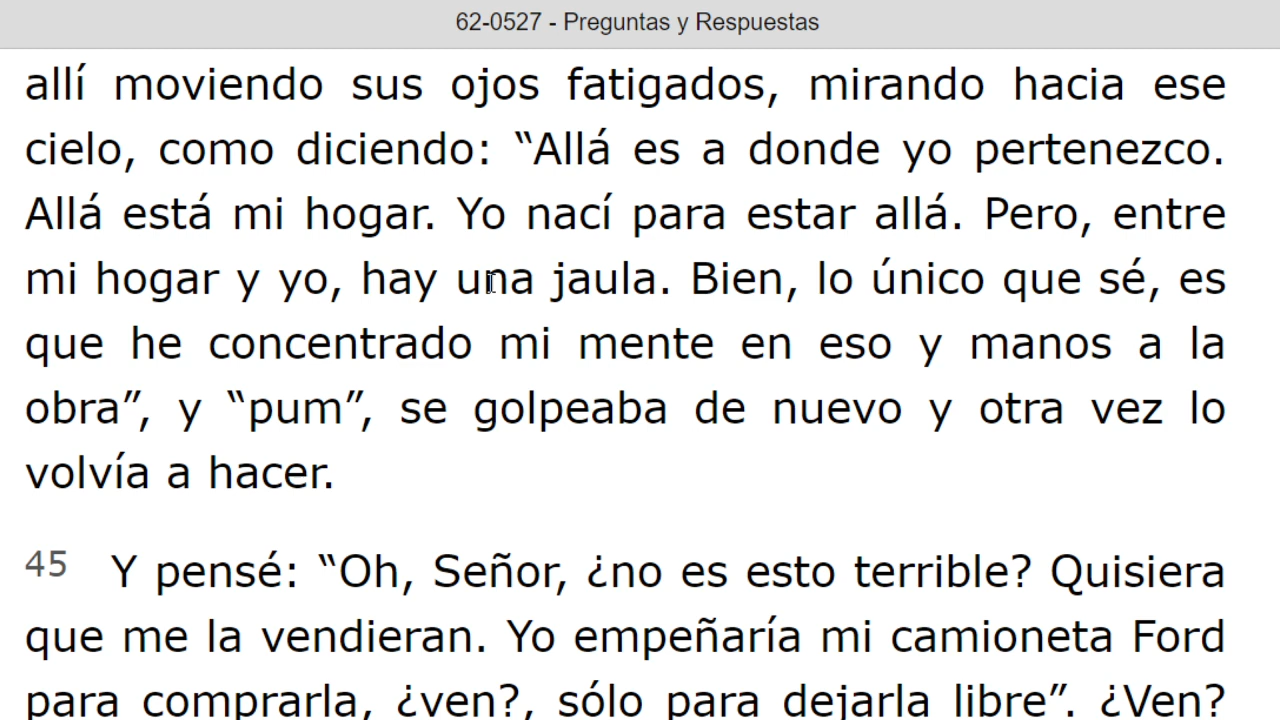 62-0527 - Preguntas y Respuestas
allí moviendo sus ojos fatigados, mirando hacia ese
cielo, como diciendo: “Allá es a donde yo pertenezco.
Allá está mi hogar. Yo nací para estar allá. Pero, entre
mi hogar y yo, hay una jaula. Bien, lo único que sé, es
que he concentrado mi mente en eso y manos a la
obra”, y “pum”, se golpeaba de nuevo y otra vez lo
volvía a hacer.
45 Y pensé: “Oh, Señor, ¿no es esto terrible? Quisiera
que me la vendieran. Yo empeñaría mi camioneta Ford
para comprarla, ¿ven?, sólo para dejarla libre”. ¿Ven?